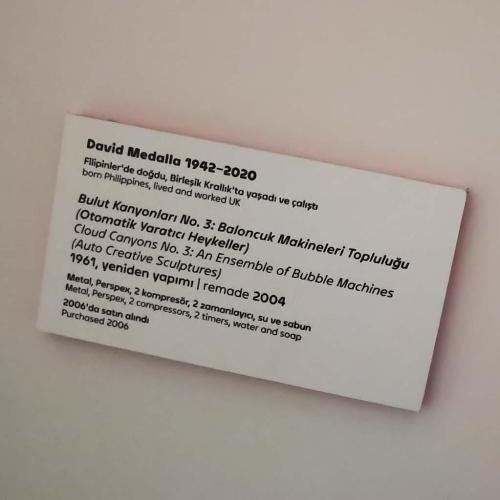 David Medalla 1942–2020
Filipinler'de doğdu, Birleşik Krallık'ta yaşadı ve çalıştı
born Philippines, lived and worked UK
Bulut Kanyonları No. 3: Baloncuk Makineleri Topluluğu
(Otomatik Yaratıcı Heykeller)
Cloud Canyons No. 3: An Ensemble of Bubble Machines
(Auto Creative Sculptures)
1961, yeniden yapımı | remade 2004
Metal, Perspex, 2 kompresör, 2 zamanlayıcı, su ve sabun
Metal, Perspex, 2 compressors, 2 timers, water and soap
2006'da satın alındı
Purchased 2006